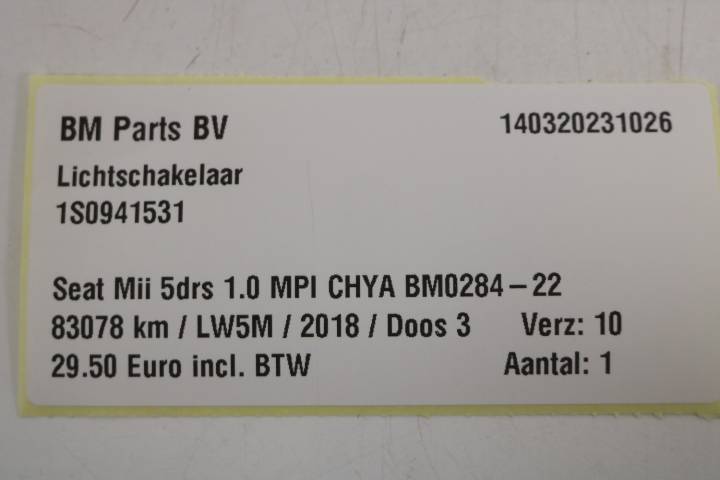 BM Parts BV 140320231026
Lichtschakelaar
1S0941531
Seat Mii 5drs 1.0 MPI CHYA BM0284-22
83078 km / LW5M / 2018 / Doos 3 Verz: 10
29.50 Euro incl. BTW Aantal: 1